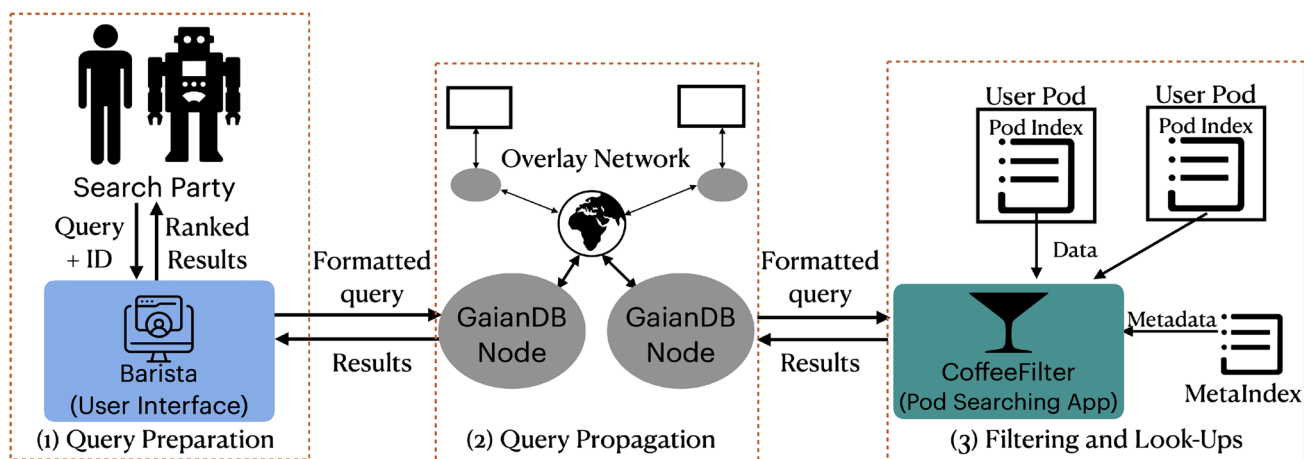 Search Party
Query
+ ID
Ranked
Results
Barista
(User Interface)
(1) Query Preparation
Formatted
query
Results
Overlay Network
GaianDB
Node
GaianDB
Node
(2) Query Propagation
Formatted
query
Results
User Pod
Pod Index
User Pod
Pod Index
Data
Metadata
CoffeeFilter
(Pod Searching App)
MetaIndex
(3) Filtering and Look-Ups